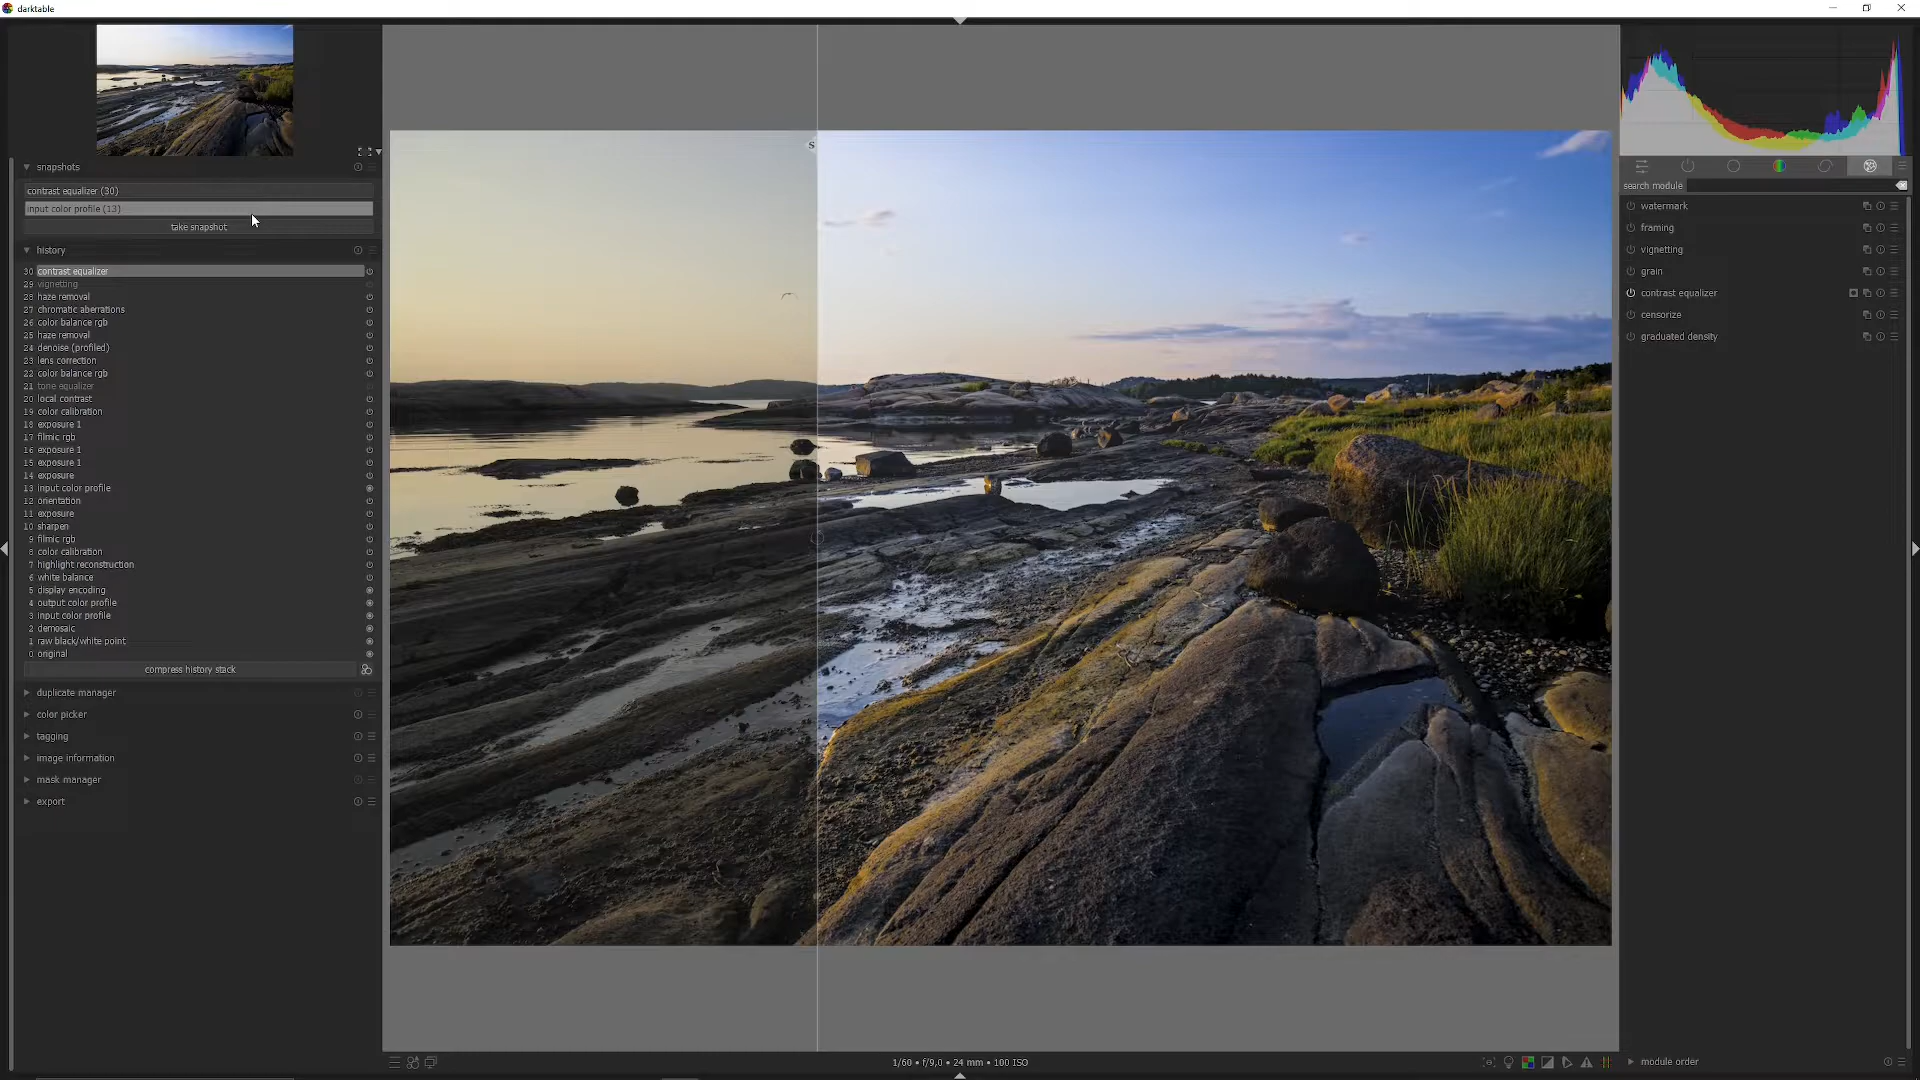 darktable
snapshots
contrast equalizer (30)
input color profile (13)
take snapshot
history
30 contrast equalizer
29 vignetting
28 haze removal
27 chromatic aberrations
26 color balance rgb
25 haze removal
24 denoise (profiled)
23 lens correction
22 color balance rgb
21 tone equalizer
20 local contrast
19 color calibration
18 exposure 1
17 filmic rgb
16 exposure 1
15 exposure 1
14 exposure
13 input color profile
12 orientation
11 exposure
10 sharpen
9 filmic rgb
8 color calibration
7 highlight reconstruction
6 white balance
5 display encoding
4 output color profile
3 input color profile
2 demosaic
1 raw black/white point
0 original
compress history stack
duplicate manager
color picker
tagging
image information
mask manager
export
S
1/60 • f/9,0 • 24 mm • 100 ISO
search module
watermark
framing
vignetting
grain
contrast equalizer
censorize
graduated density
module order